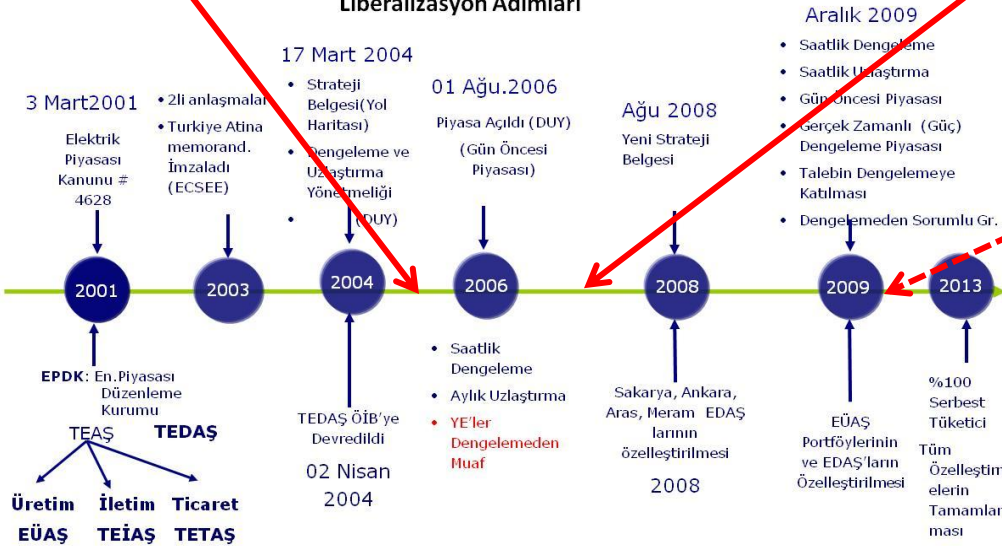 Liberalizasyon Adımları
3 Mart2001
Elektrik
Piyasası
Kanunu #
4628
• 2li anlaşmalar
• Turkiye Atina
memorand.
İmzaladı
(ECSEE)
17 Mart 2004
• Strateji
Belgesi(Yol
Haritası)
• Dengeleme ve
Uzlaştırma
Yönetmeliği
• (DUY)
01 Ağu.2006
Piyasa Açıldı (DUY)
(Gün Öncesi
Piyasası)
Ağu 2008
Yeni Strateji
Belgesi
Aralık 2009
• Saatlik Dengeleme
• Saatlik Uzlaştırma
• Gün Öncesi Piyasası
• Gerçek Zamanlı (Güç)
Dengeleme Piyasası
• Talebin Dengelemeye
Katılması
• Dengelemeden Sorumlu Gr.
2001
2003
2004
2006
2008
2009
2013
EPDK: En.Piyasası
Düzenleme
Kurumu
TEAŞ TEDAŞ
Üretim İletim Ticaret
EÜAŞ TEİAŞ TETAŞ
TEDAŞ ÖİB'ye
Devredildi
02 Nisan
2004
• Saatlik
Dengeleme
• Aylık Uzlaştırma
• YE'ler
Dengelemeden
Muaf
Sakarya, Ankara,
Aras, Meram EDAŞ
larının
özelleştirilmesi
2008
EÜAŞ
Portföylerinin
ve EDAŞ'ların
Özelleştirilmesi
%100
Serbest
Tüketici
Tüm
Özelleştim
elerin
Tamamlan
ması